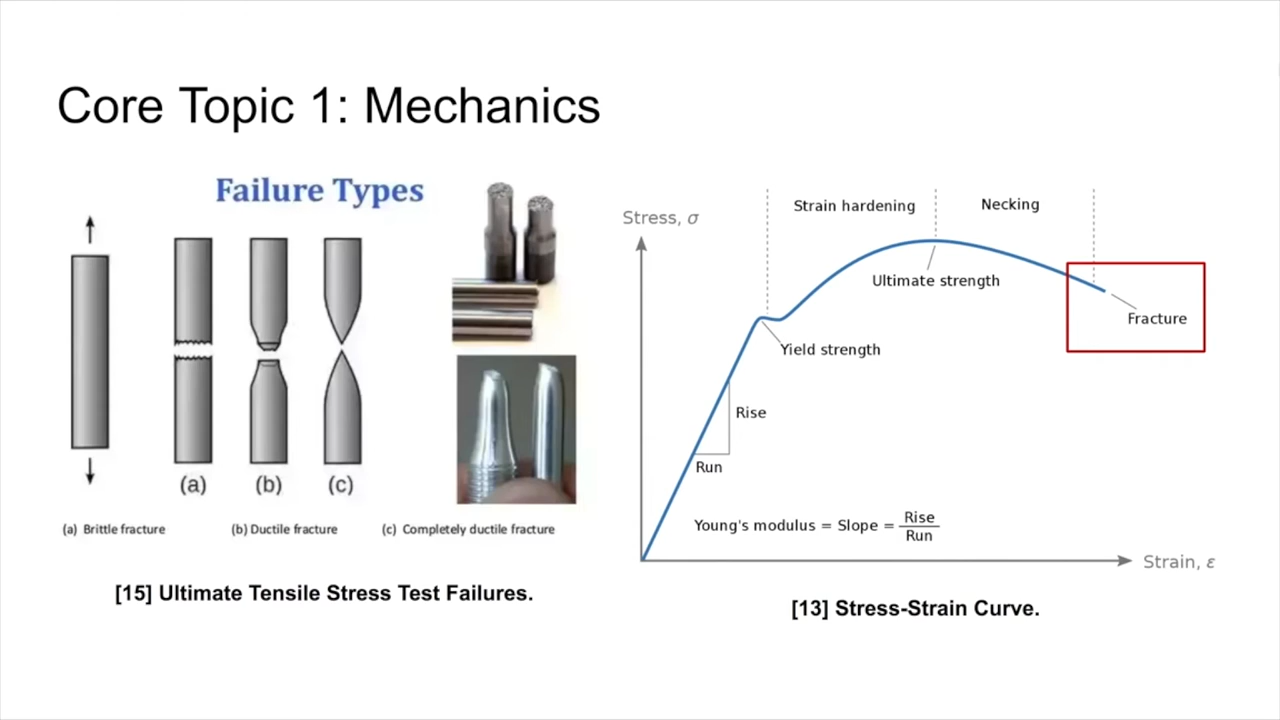 Core Topic 1: Mechanics
Failure Types
(a)
(b)
(c)
(a) Brittle fracture
(b) Ductile fracture
(c) Completely ductile fracture
[15] Ultimate Tensile Stress Test Failures.
Stress, σ
Strain hardening
Necking
Ultimate strength
Fracture
Yield strength
Rise
Run
Young's modulus = Slope = Rise
Run
Strain, ε
[13] Stress-Strain Curve.